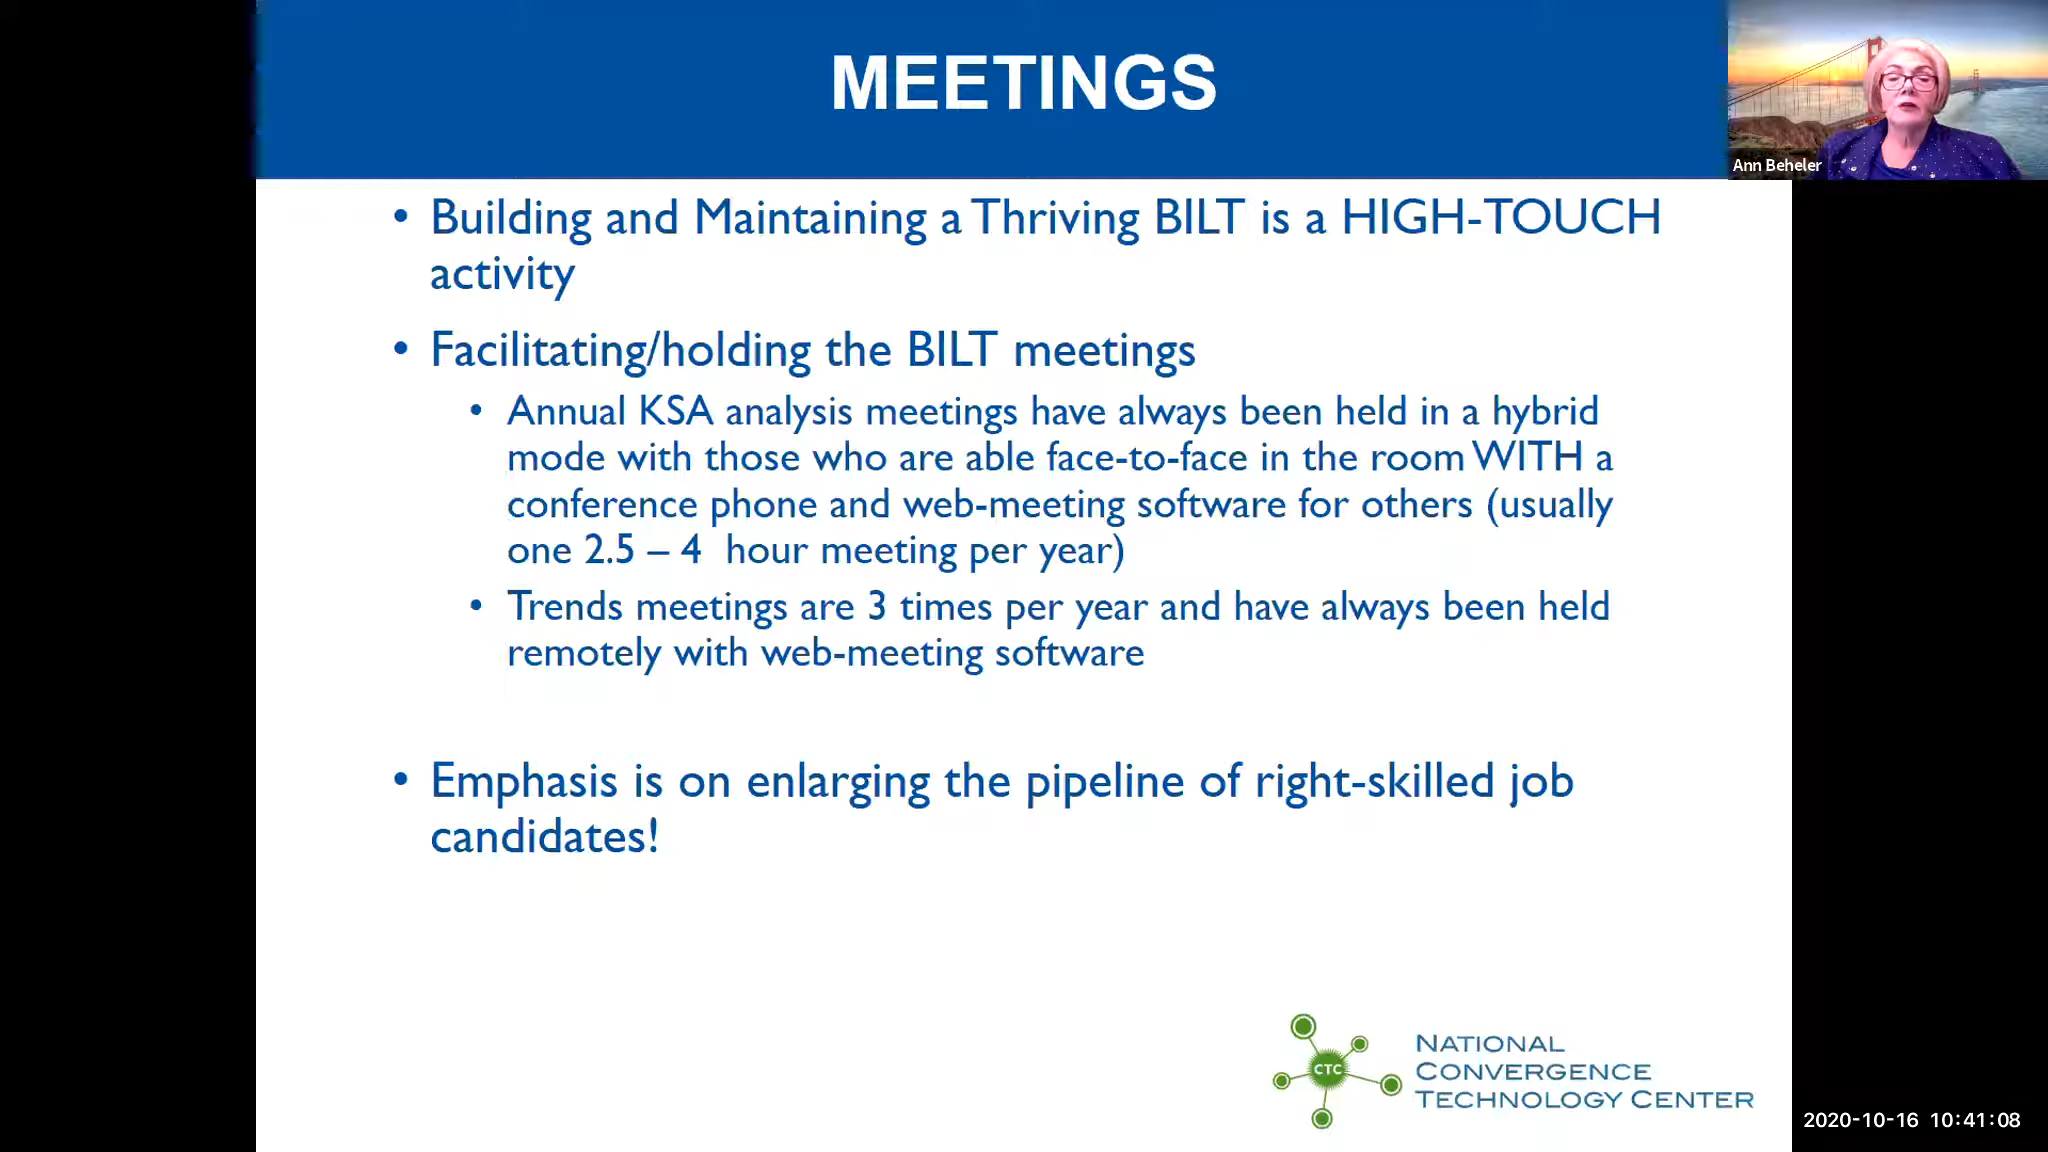 MEETINGS
Ann Beheler
• Building and Maintaining a Thriving BILT is a HIGH-TOUCH
activity
• Facilitating/holding the BILT meetings
• Annual KSA analysis meetings have always been held in a hybrid
mode with those who are able face-to-face in the room WITH a
conference phone and web-meeting software for others (usually
one 2.5 – 4 hour meeting per year)
• Trends meetings are 3 times per year and have always been held
remotely with web-meeting software
• Emphasis is on enlarging the pipeline of right-skilled job
candidates!
CTC
NATIONAL
CONVERGENCE
TECHNOLOGY CENTER
2020-10-16 10:41:08